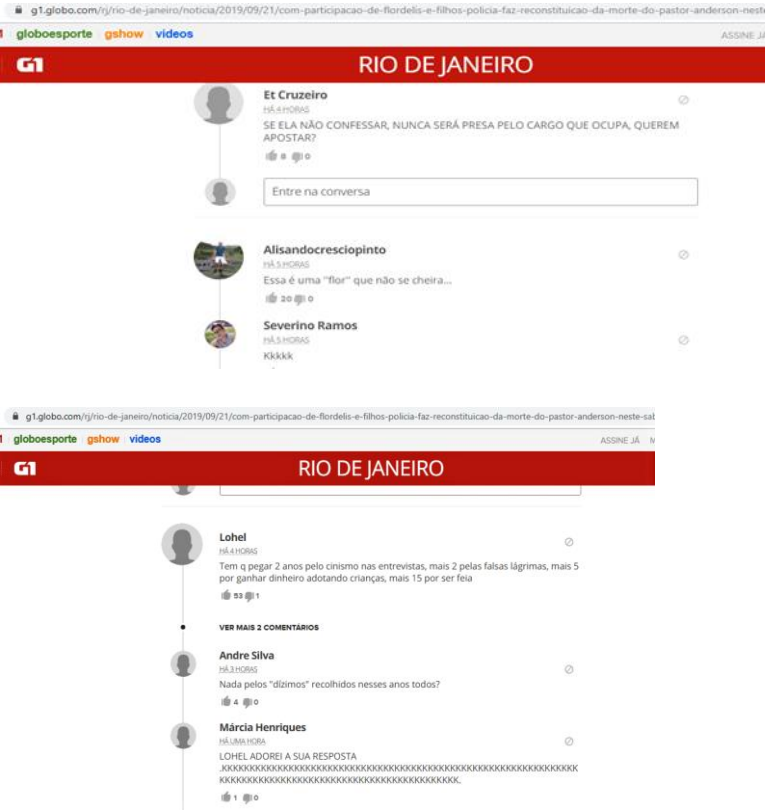 g1.globo.com/rj/rio-de-janeiro/noticia/2019/09/21/com-participacao-de-flordelis-e-filhos-policia-faz-reconstituicao-da-morte-do-pastor-anderson-neste
globoesporte gshow videos ASSINE JÁ
G1 RIO DE JANEIRO
Et Cruzeiro
HÁ 4 HORAS
SE ELA NÃO CONFESSAR, NUNCA SERÁ PRESA PELO CARGO QUE OCUPA, QUEREM
APOSTAR?
8 0
Entre na conversa
Alisandocresciopinto
HÁ 5 HORAS
Essa é uma "flor" que não se cheira...
20 0
Severino Ramos
HÁ 5 HORAS
Kkkkk
g1.globo.com/rj/rio-de-janeiro/noticia/2019/09/21/com-participacao-de-flordelis-e-filhos-policia-faz-reconstituicao-da-morte-do-pastor-anderson-neste-sab
globoesporte gshow videos ASSINE JÁ M
G1 RIO DE JANEIRO
Lohel
HÁ 4 HORAS
Tem q pegar 2 anos pelo cinismo nas entrevistas, mais 2 pelas falsas lágrimas, mais 5
por ganhar dinheiro adotando crianças, mais 15 por ser feia
53 1
VER MAIS 2 COMENTÁRIOS
Andre Silva
HÁ 3 HORAS
Nada pelos "dízimos" recolhidos nesses anos todos?
4 0
Márcia Henriques
HÁ UMA HORA
LOHEL ADOREI A SUA RESPOSTA
.KKKKKKKKKKKKKKKKKKKKKKKKKKKKKKKKKKKKKKKKKKKKKKKKKKKKKKKKKKKKKKKK
KKKKKKKKKKKKKKKKKKKKKKKKKKKKKKKKKKKKKKKKKKK.
1 0